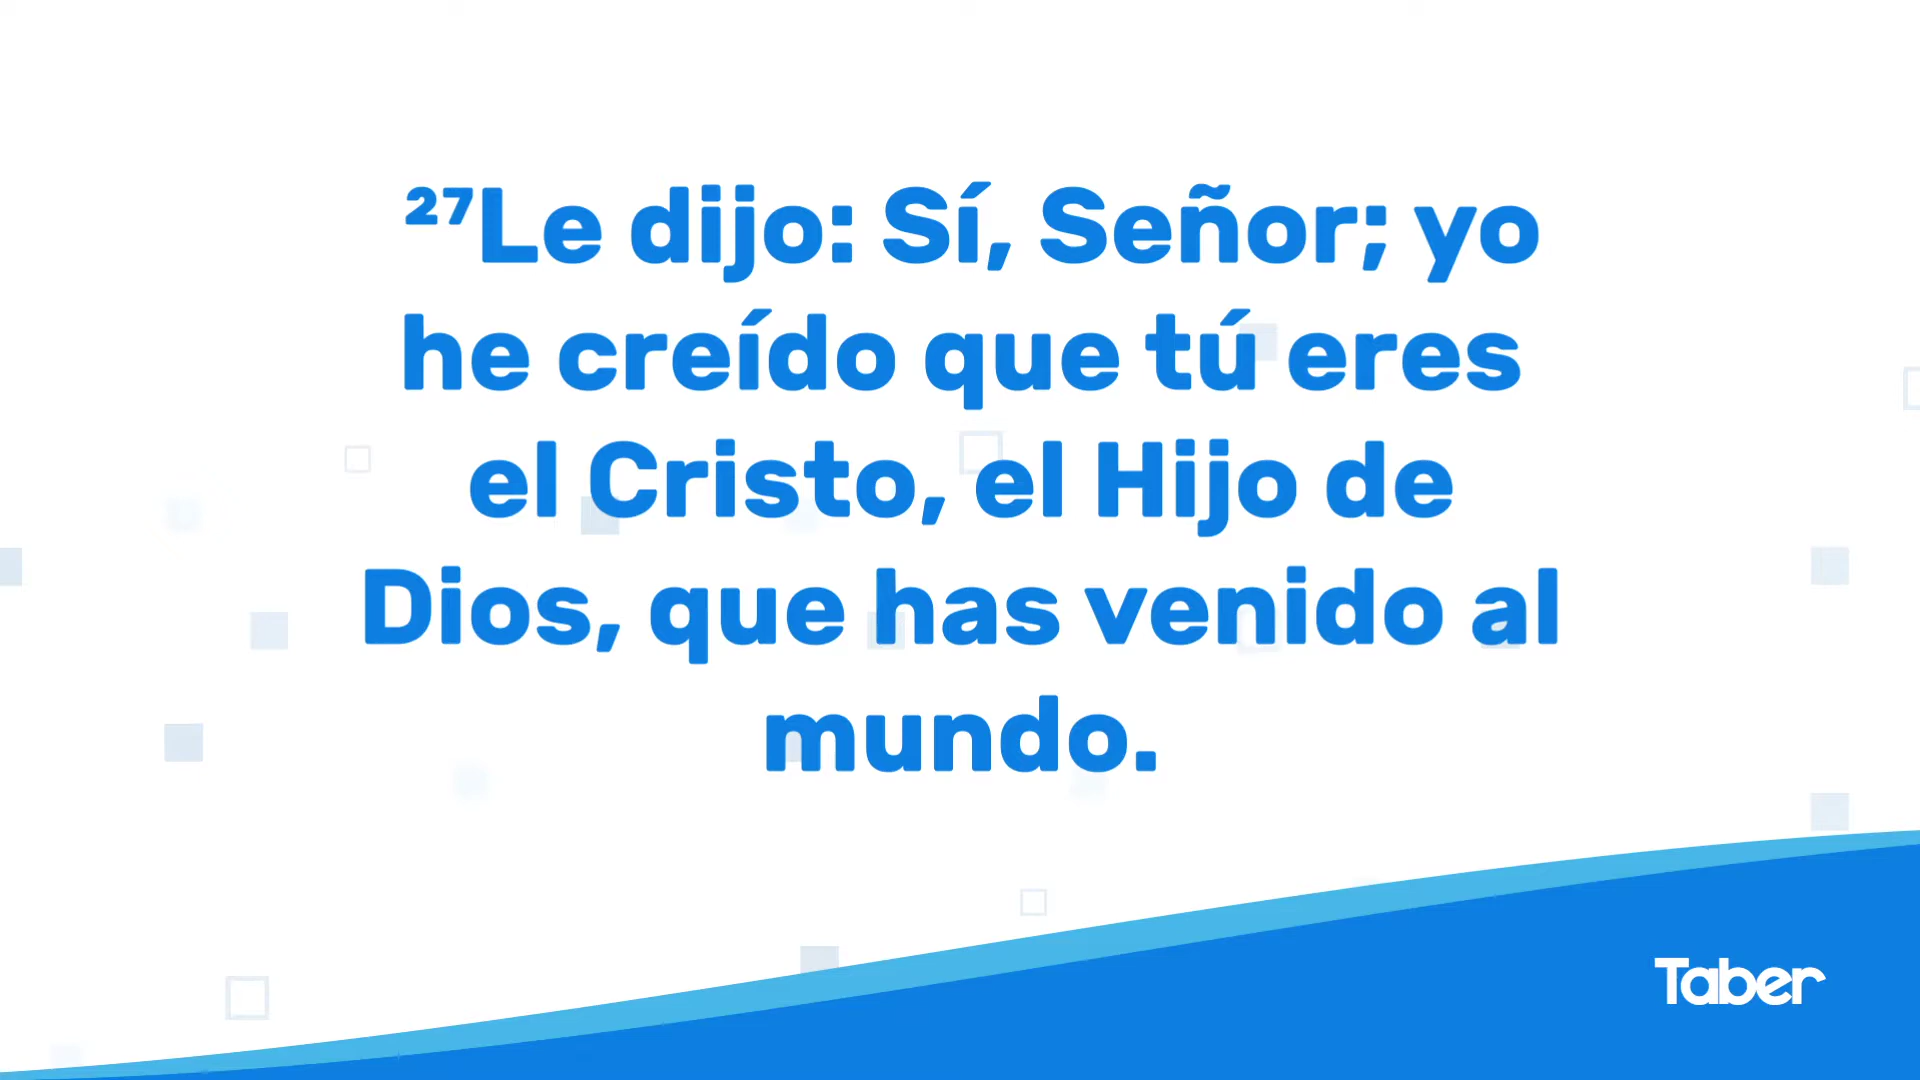 ²⁷Le dijo: Sí, Señor; yo
he creído que tú eres
el Cristo, el Hijo de
Dios, que has venido al
mundo.
Taber